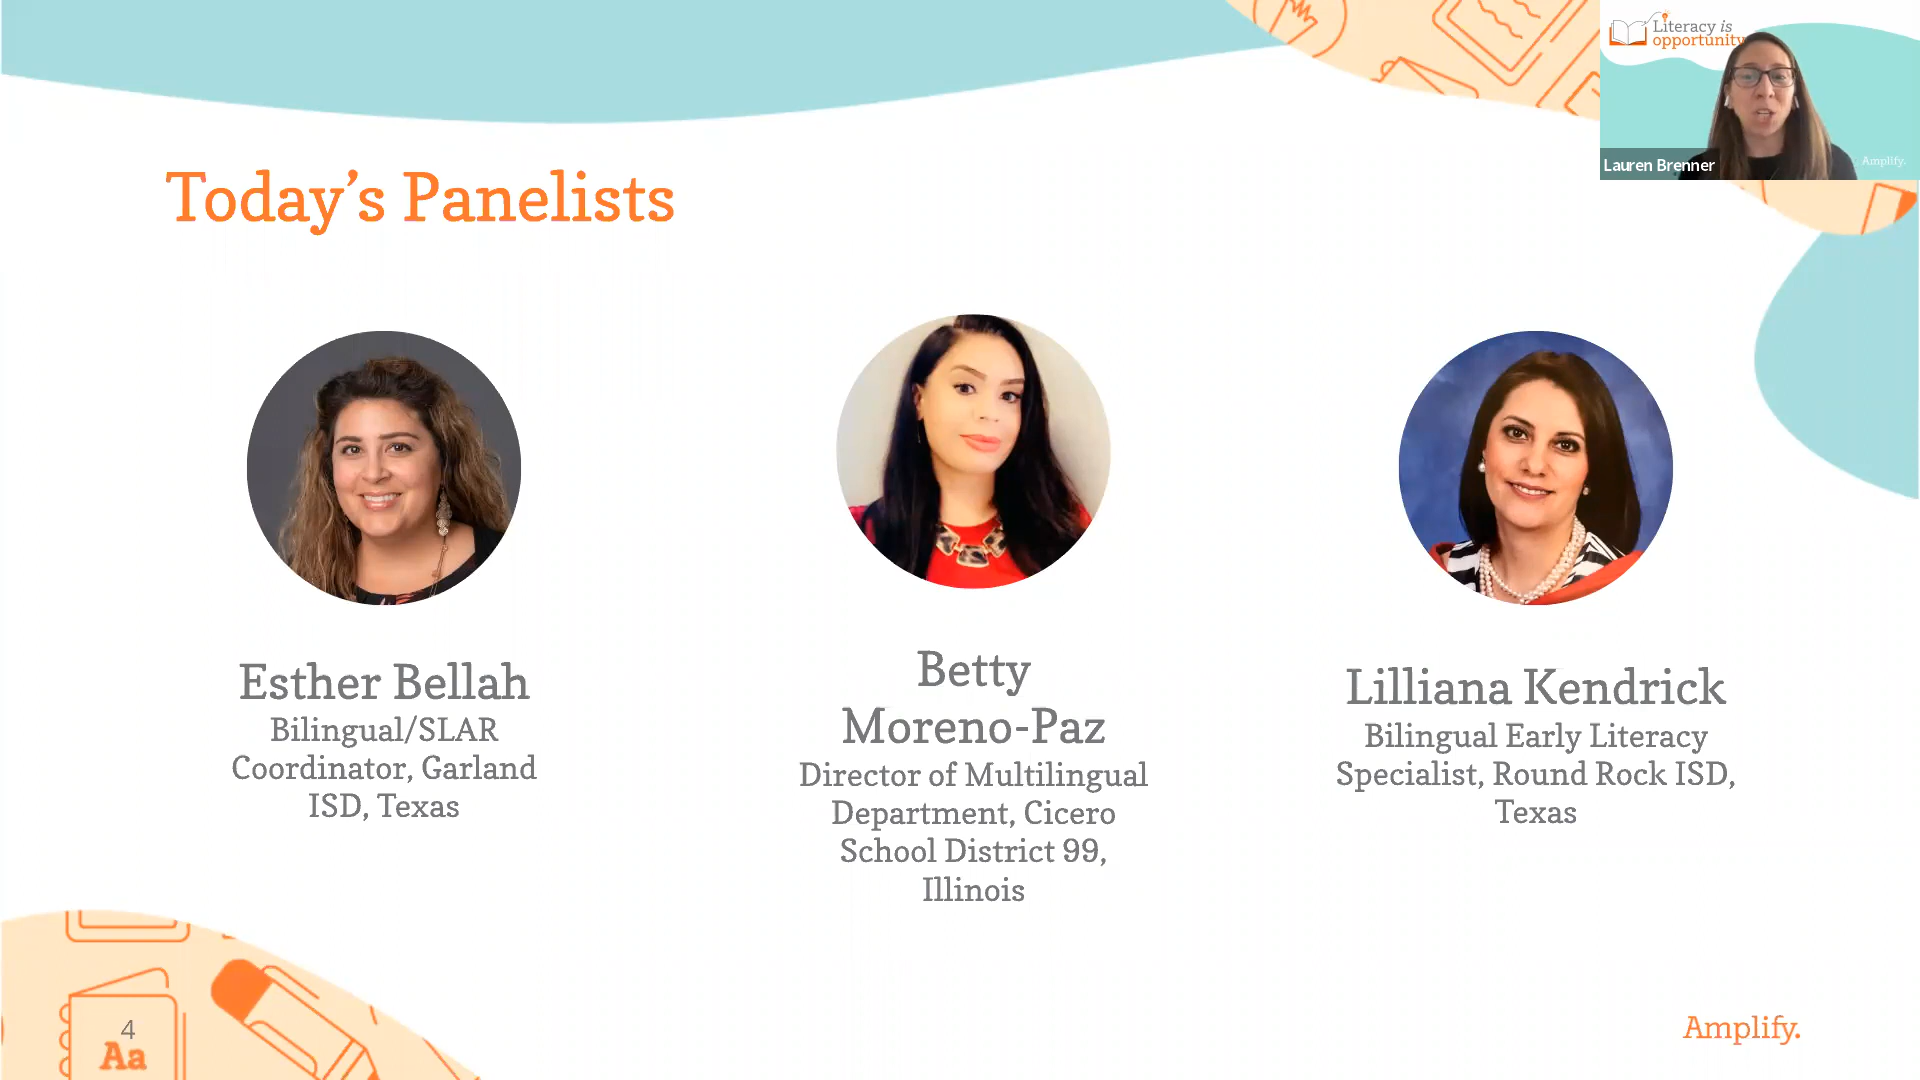 Literacy is
opportunity
Lauren Brenner
Amplify.
Today’s Panelists
Esther Bellah
Bilingual/SLAR
Coordinator, Garland
ISD, Texas
Betty
Moreno-Paz
Director of Multilingual
Department, Cicero
School District 99,
Illinois
Lilliana Kendrick
Bilingual Early Literacy
Specialist, Round Rock ISD,
Texas
4
Aa
Amplify.